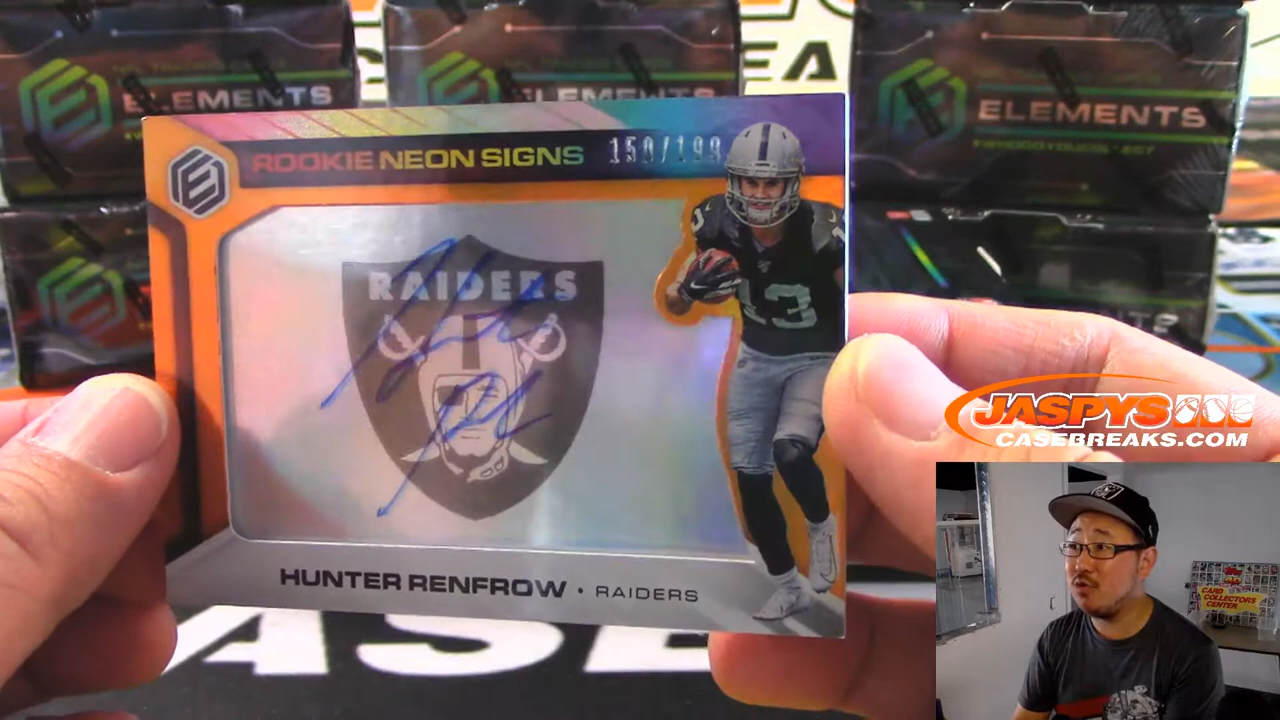 ELEMENTS
ELEMENTS
ELEMENTS
EA
ROOKIE NEON SIGNS 150/199
RAIDERS
13
HUNTER RENFROW • RAIDERS
JASPYS
CASEBREAKS.COM
CARD
COLLECTORS
CENTER